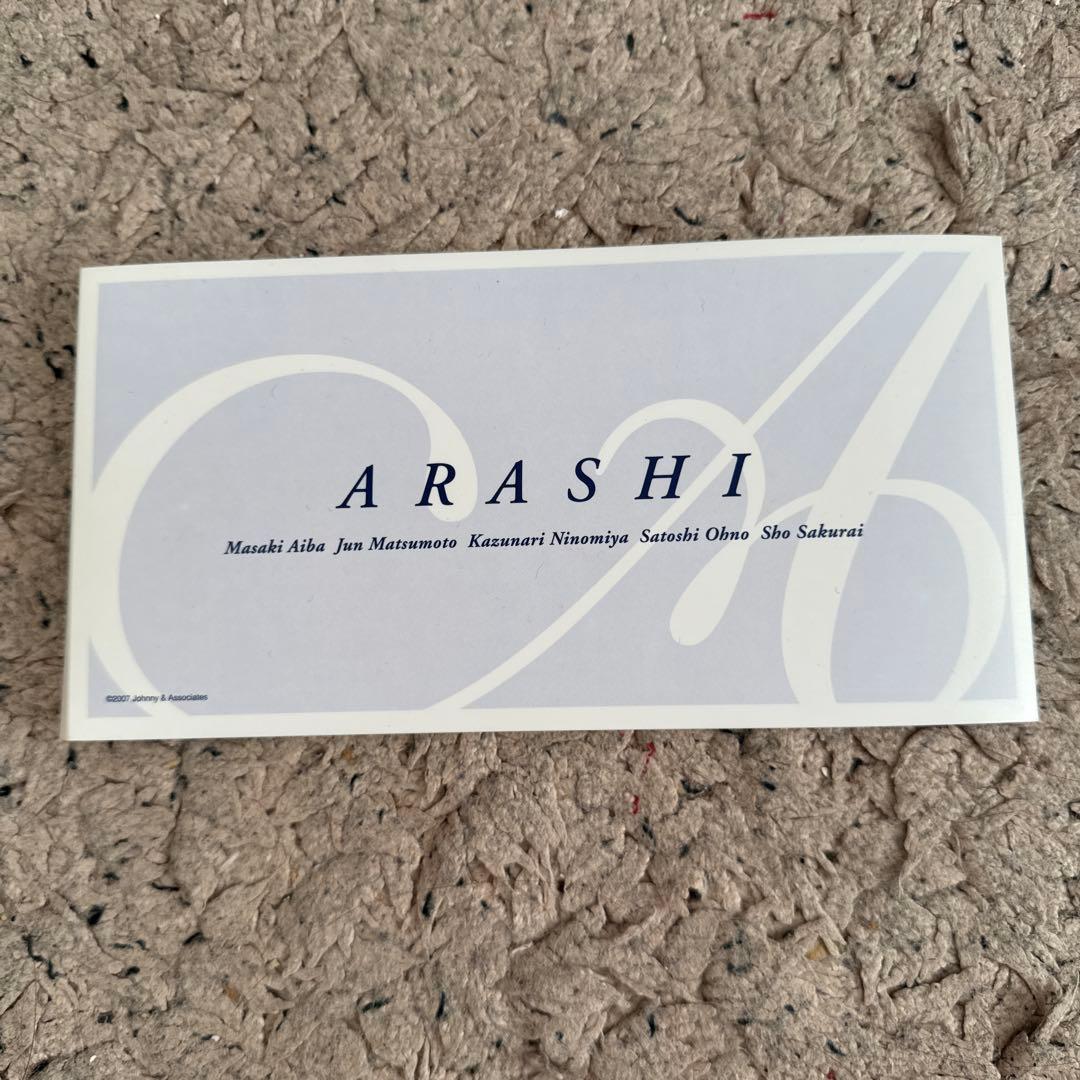 ARASHI
Masaki Aiba Jun Matsumoto Kazunari Ninomiya Satoshi Ohno Sho Sakurai
©2007 Johnny & Associates